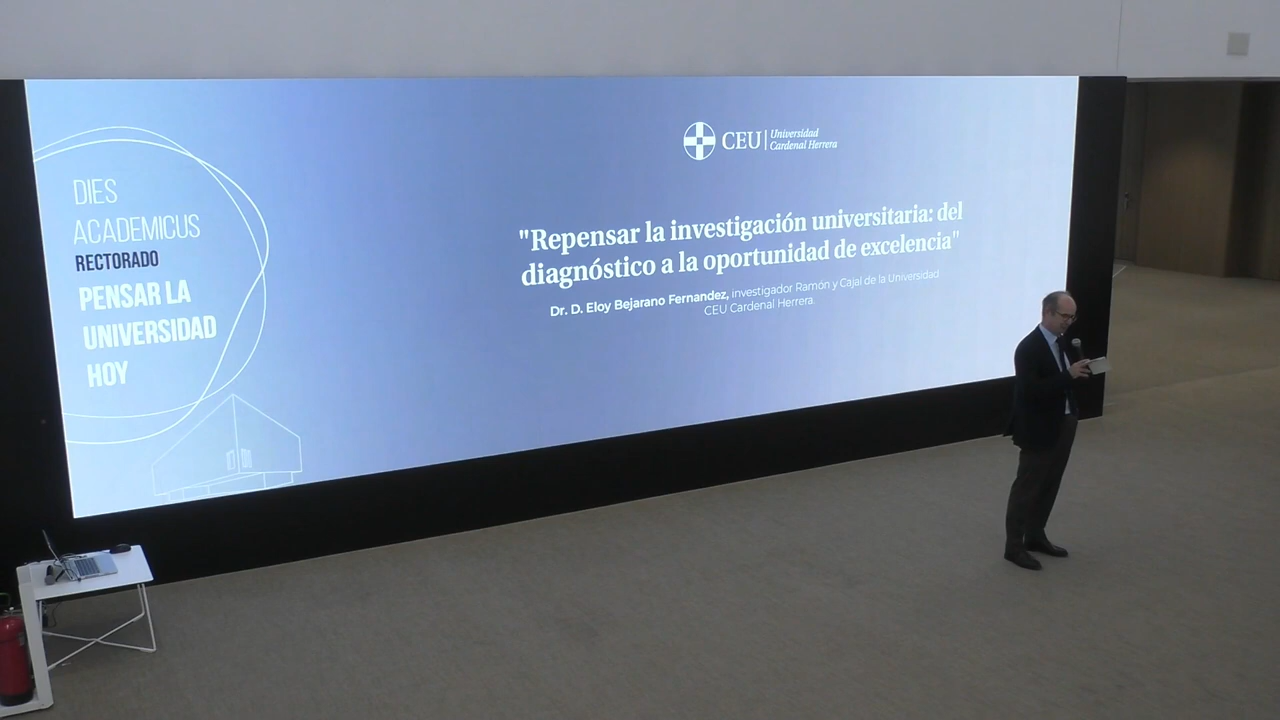 DIES
ACADEMICUS
RECTORADO
PENSAR LA
UNIVERSIDAD
HOY
CEU Universidad
Cardenal Herrera
"Repensar la investigación universitaria: del
diagnóstico a la oportunidad de excelencia"
Dr. D. Eloy Bejarano Fernandez, investigador Ramón y Cajal de la Universidad
CEU Cardenal Herrera.